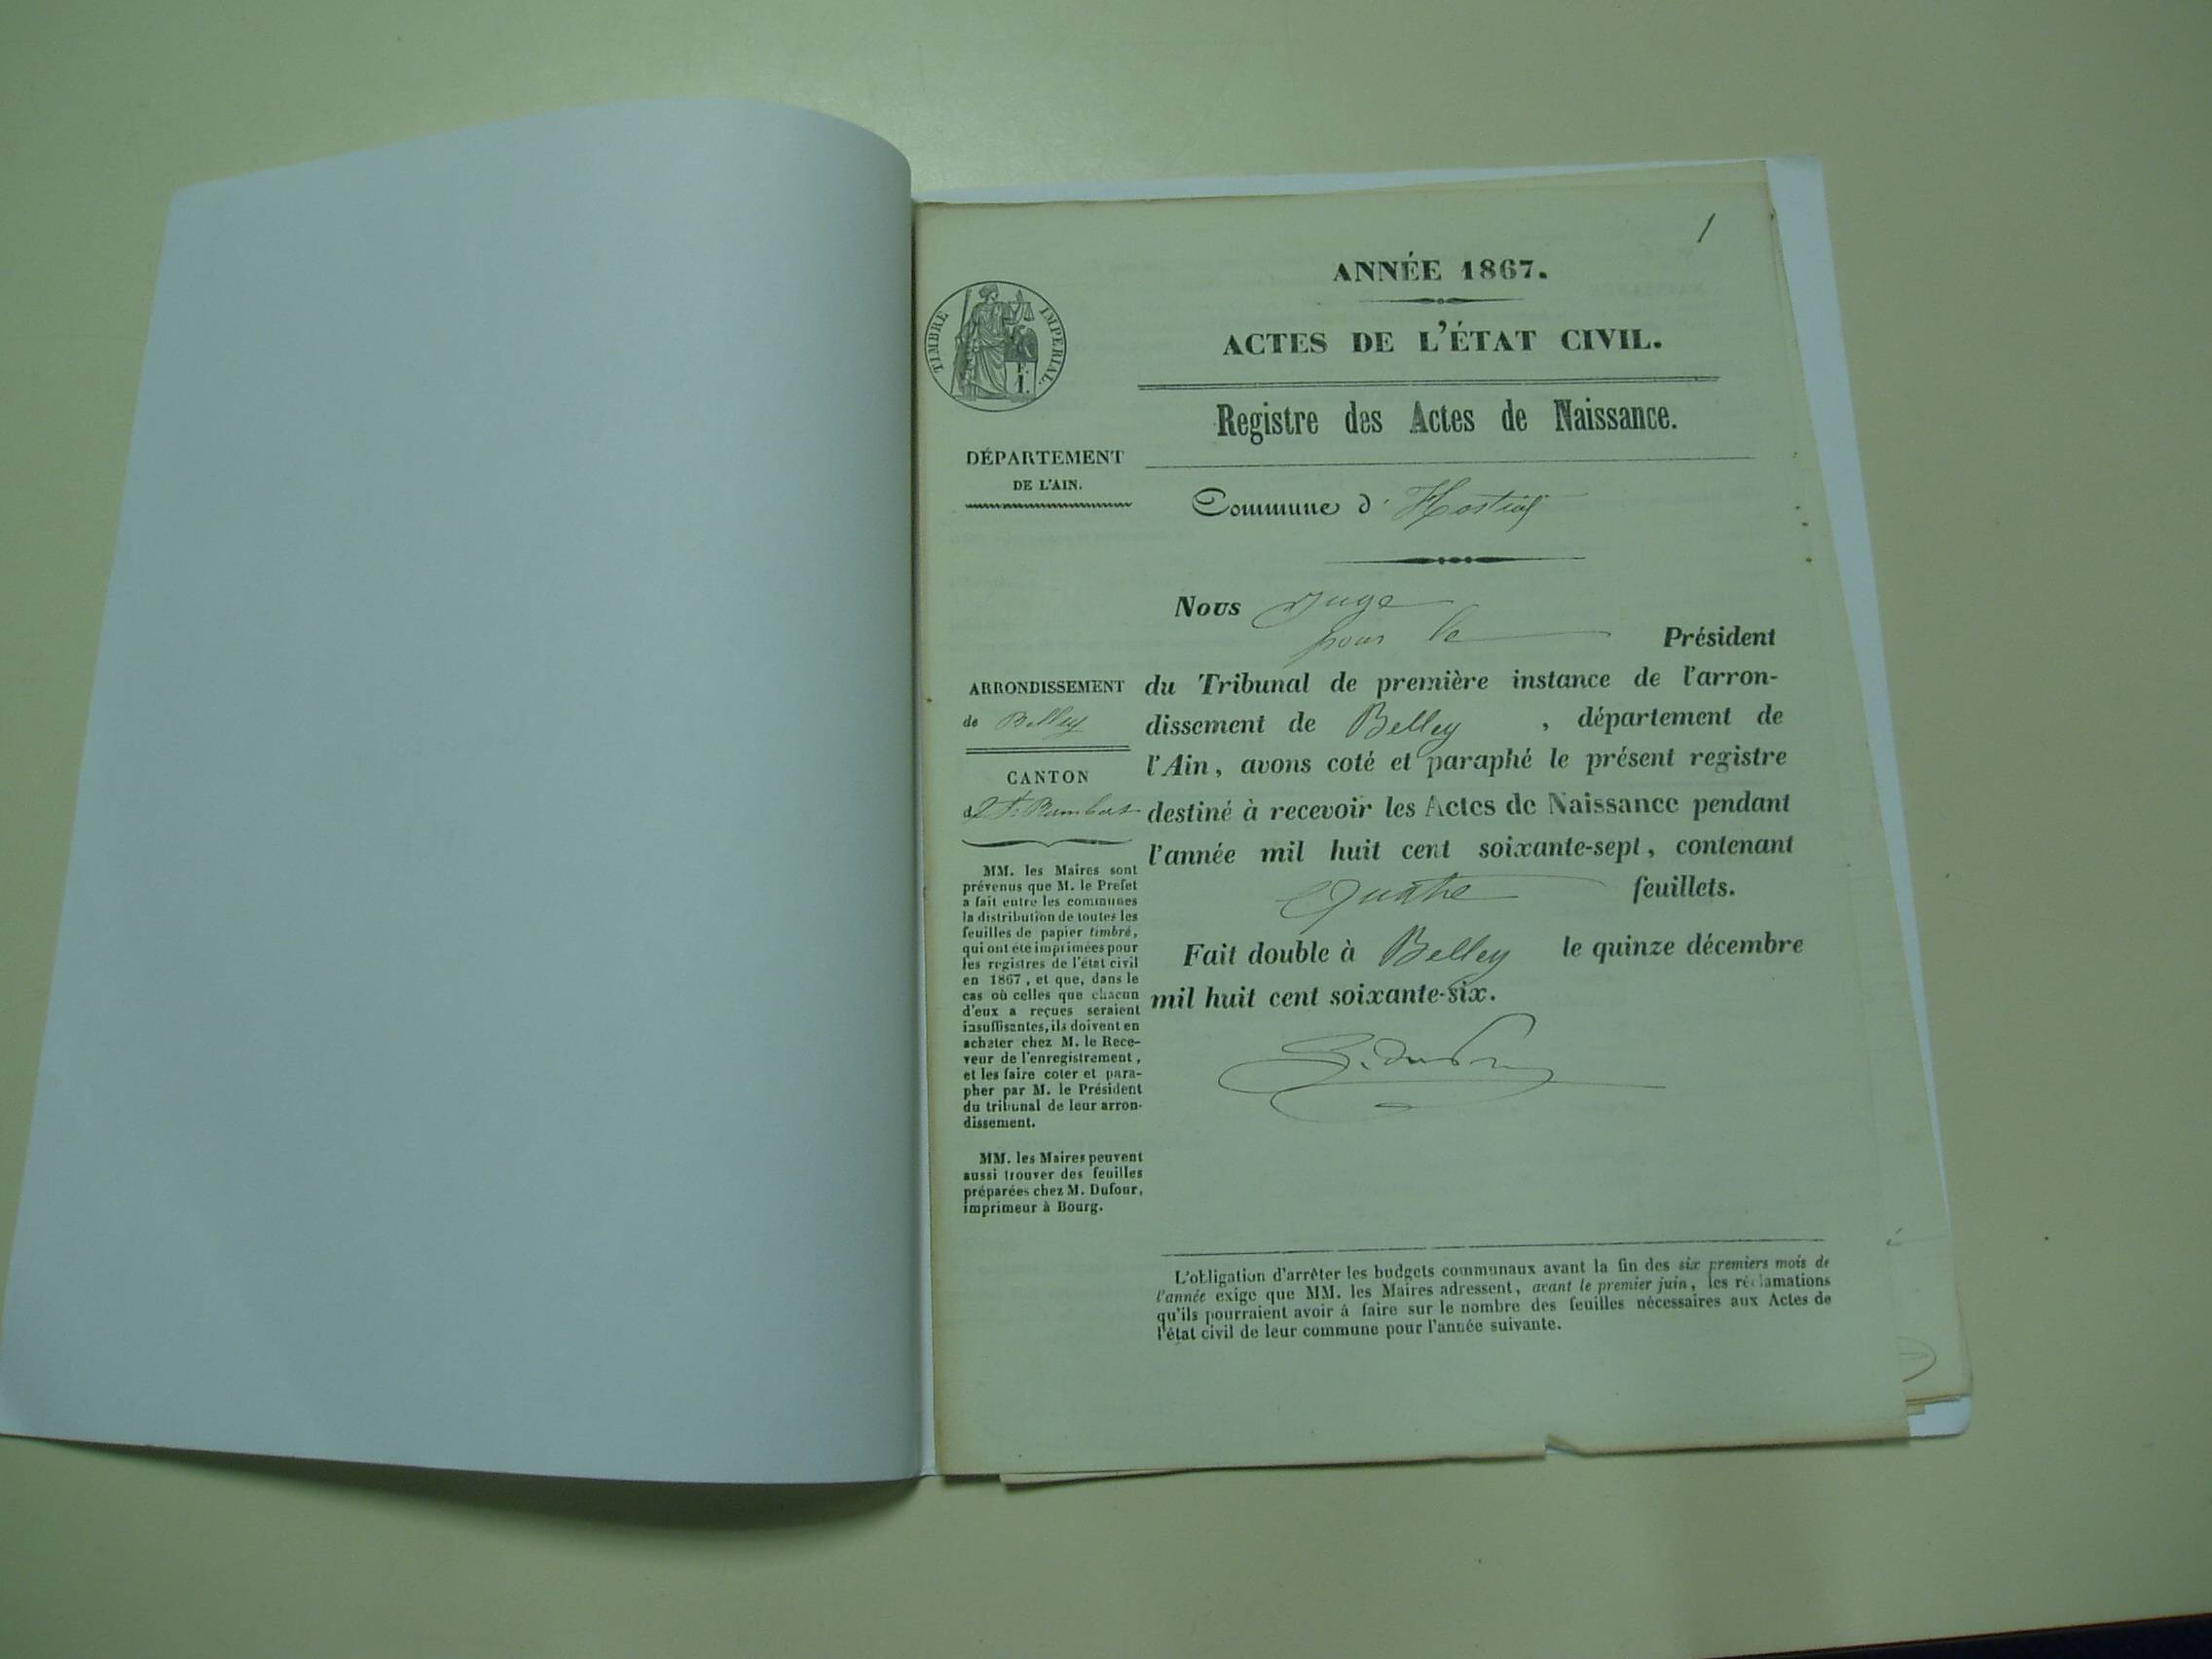 1
ANNÉE 1867.
ACTES DE L'ÉTAT CIVIL.
Registre des Actes de Naissance.
TIMBRE IMPERIAL.
DÉPARTEMENT
DE L'AIN.
Commune d'Hostiaz
Nous Juge
pour le Président
ARRONDISSEMENT
de Belley
CANTON
de St Rambert
du Tribunal de première instance de l'arron-
dissement de Belley, département de
l'Ain, avons coté et paraphé le présent registre
destiné à recevoir les Actes de Naissance pendant
l'année mil huit cent soixante-sept, contenant
Quatre feuillets.
Fait double à Belley le quinze décembre
mil huit cent soixante-six.
MM. les Maires sont
prévenus que M. le Prefet
a fait entre les communes
la distribution de toutes les
feuilles de papier timbré,
qui ont été imprimées pour
les registres de l'état civil
en 1867, et que, dans le
cas où celles que chacun
d'eux a reçues seraient
insuffisantes, ils doivent en
acheter chez M. le Rece-
veur de l'enregistrement,
et les faire coter et para-
pher par M. le Président
du tribunal de leur arron-
dissement.
MM. les Maires peuvent
aussi trouver des feuilles
préparées chez M. Dufour,
imprimeur à Bourg.
L'obligation d'arrêter les budgets communaux avant la fin des six premiers mois de
l'année exige que MM. les Maires adressent, avant le premier juin, les réclamations
qu'ils pourraient avoir à faire sur le nombre des feuilles nécessaires aux Actes de
l'état civil de leur commune pour l'année suivante.